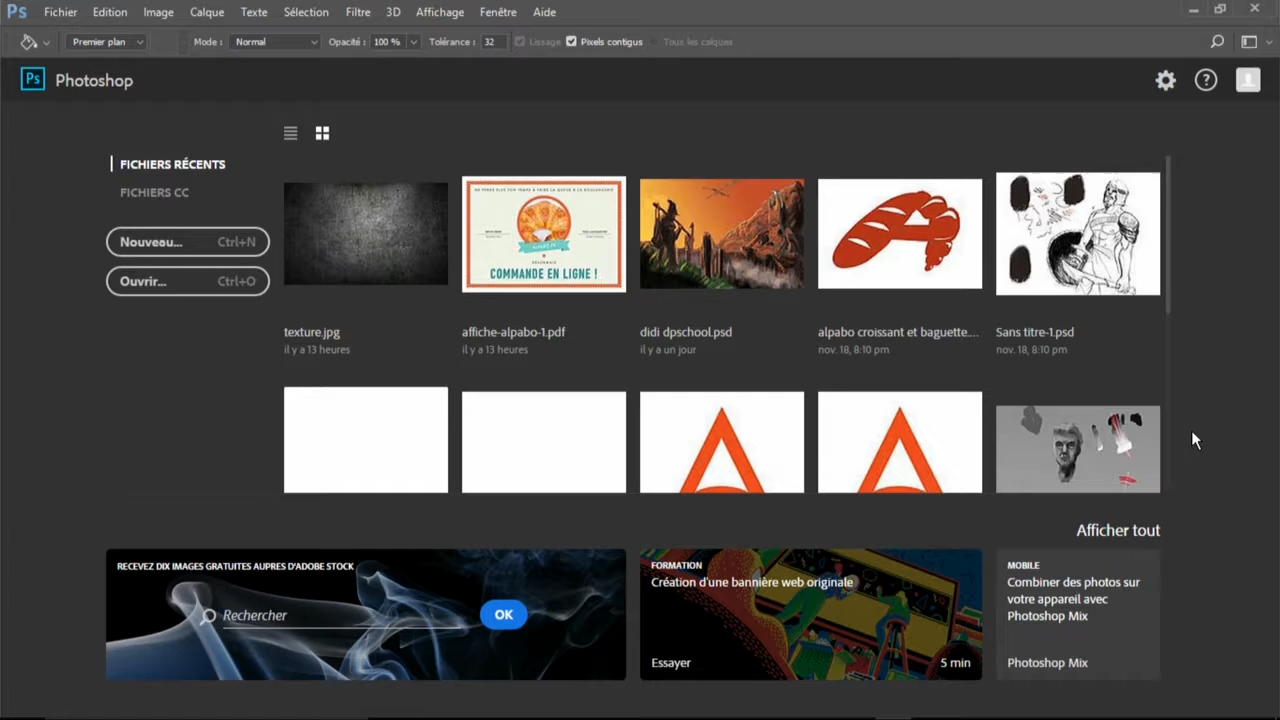 Ps Fichier Edition Image Calque Texte Sélection Filtre 3D Affichage Fenêtre Aide
Premier plan Mode : Normal Opacité : 100 % Tolérance : 32 Lissage Pixels contigus Tous les calques
Ps Photoshop
FICHIERS RÉCENTS
FICHIERS CC
Nouveau... Ctrl+N
Ouvrir... Ctrl+O
COMMANDE EN LIGNE !
texture.jpg
il y a 13 heures
affiche-alpabo-1.pdf
il y a 13 heures
didi dpschool.psd
il y a un jour
alpabo croissant et baguette....
nov. 18, 8:10 pm
Sans titre-1.psd
nov. 18, 8:10 pm
Afficher tout
RECEVEZ DIX IMAGES GRATUITES AUPRES D'ADOBE STOCK
Rechercher OK
FORMATION
Création d'une bannière web originale
Essayer 5 min
MOBILE
Combiner des photos sur
votre appareil avec
Photoshop Mix
Photoshop Mix